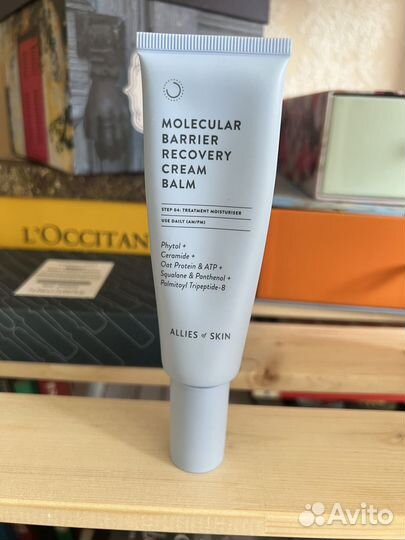 MOLECULAR
BARRIER
RECOVERY
CREAM
BALM
STEP 04: TREATMENT MOISTURISER
USE DAILY (AM/PM)
Phytol +
Ceramide +
Oat Protein & ATP +
Squalane & Panthenol +
Palmitoyl Tripeptide-8
ALLIES of SKIN
L'OCCITAN
Avito